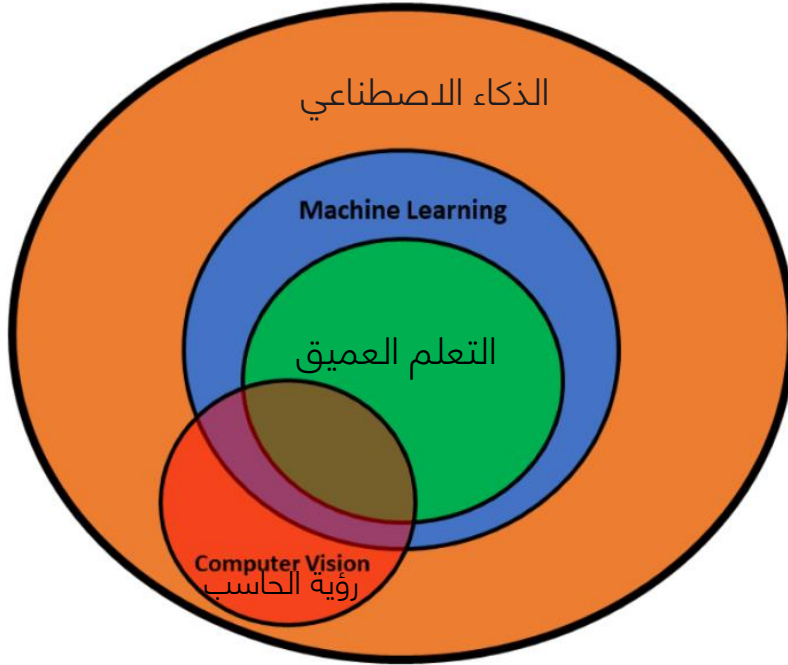 الذكاء الاصطناعي
Machine Learning
التعلم العميق
Computer Vision
رؤية الحاسب